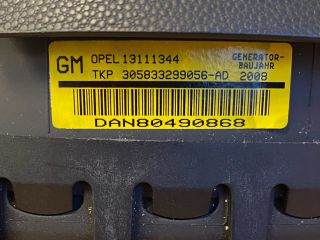 GM OPEL 13111344 GENERATOR-
BAUJAHR
TKP 305833299056-AD 2008
DAN80490868